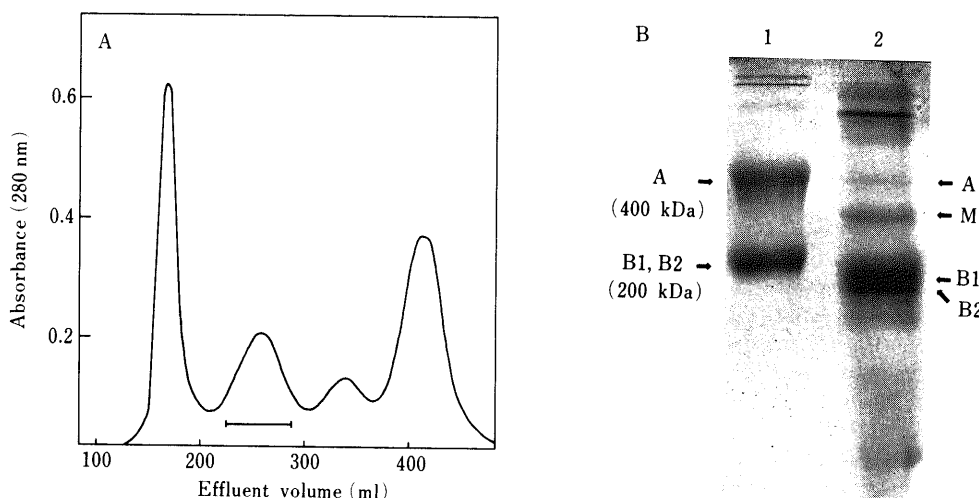 A
Absorbance (280 nm)
0.6
0.4
0.2
100 200 300 400
Effluent volume (ml)
B
1 2
A
(400 kDa)
B1, B2
(200 kDa)
A
M
B1
B2